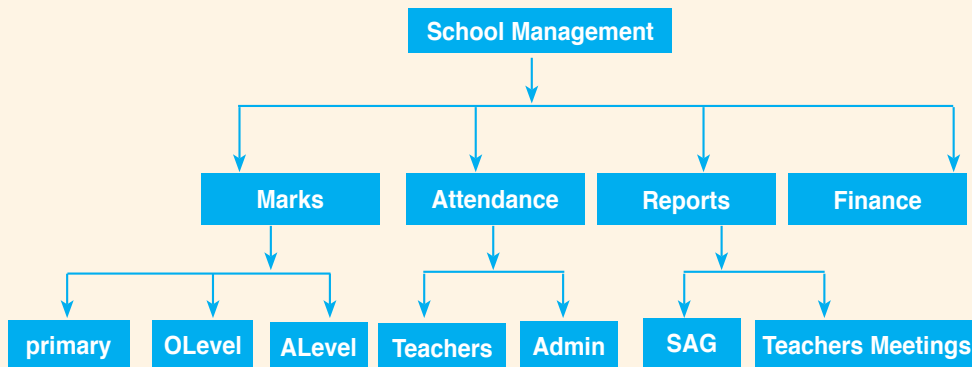 School Management
Marks
Attendance
Reports
Finance
primary
OLevel
ALevel
Teachers
Admin
SAG
Teachers Meetings